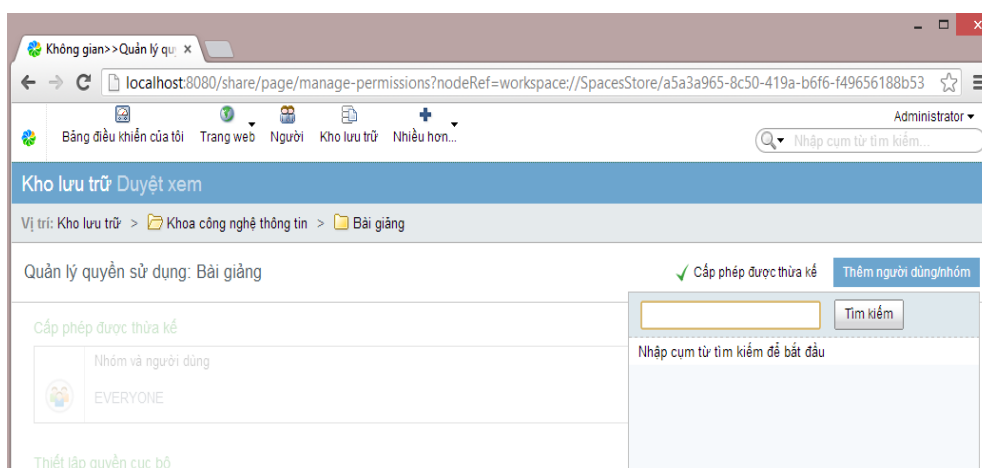 Không gian>>Quản lý quy
localhost:8080/share/page/manage-permissions?nodeRef=workspace://SpacesStore/a5a3a965-8c50-419a-b6f6-f49656188b53
Administrator
Bảng điều khiển của tôi Trang web Người Kho lưu trữ Nhiều hơn...
Nhập cụm từ tìm kiếm...
Kho lưu trữ Duyệt xem
Vị trí: Kho lưu trữ > Khoa công nghệ thông tin > Bài giảng
Quản lý quyền sử dụng: Bài giảng
Cấp phép được thừa kế Thêm người dùng/nhóm
Tìm kiếm
Cấp phép được thừa kế
Nhập cụm từ tìm kiếm để bắt đầu
Nhóm và người dùng
EVERYONE
Thiết lập quyền cục bộ